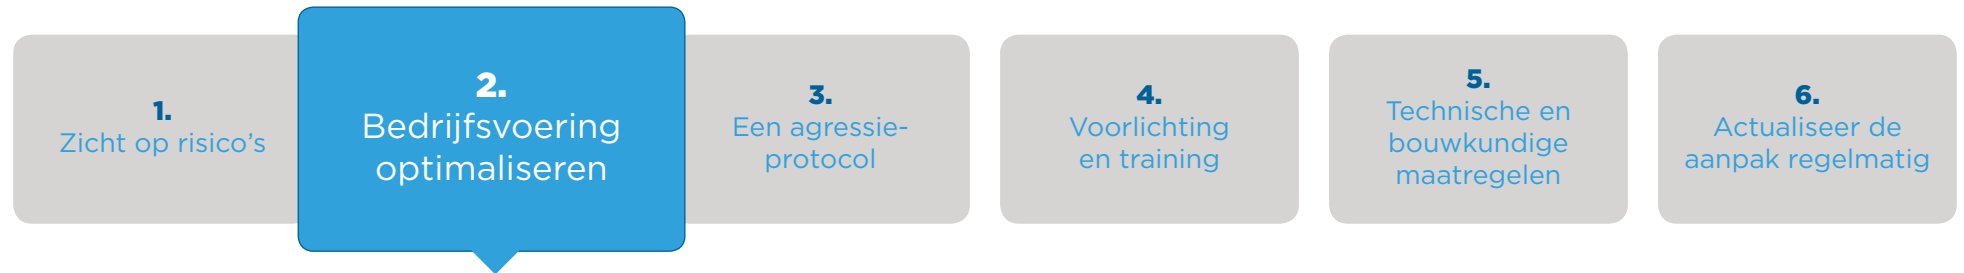 1.
Zicht op risico's
2.
Bedrijfsvoering
optimaliseren
3.
Een agressie-
protocol
4.
Voorlichting
en training
5.
Technische en
bouwkundige
maatregelen
6.
Actualiseer de
aanpak regelmatig